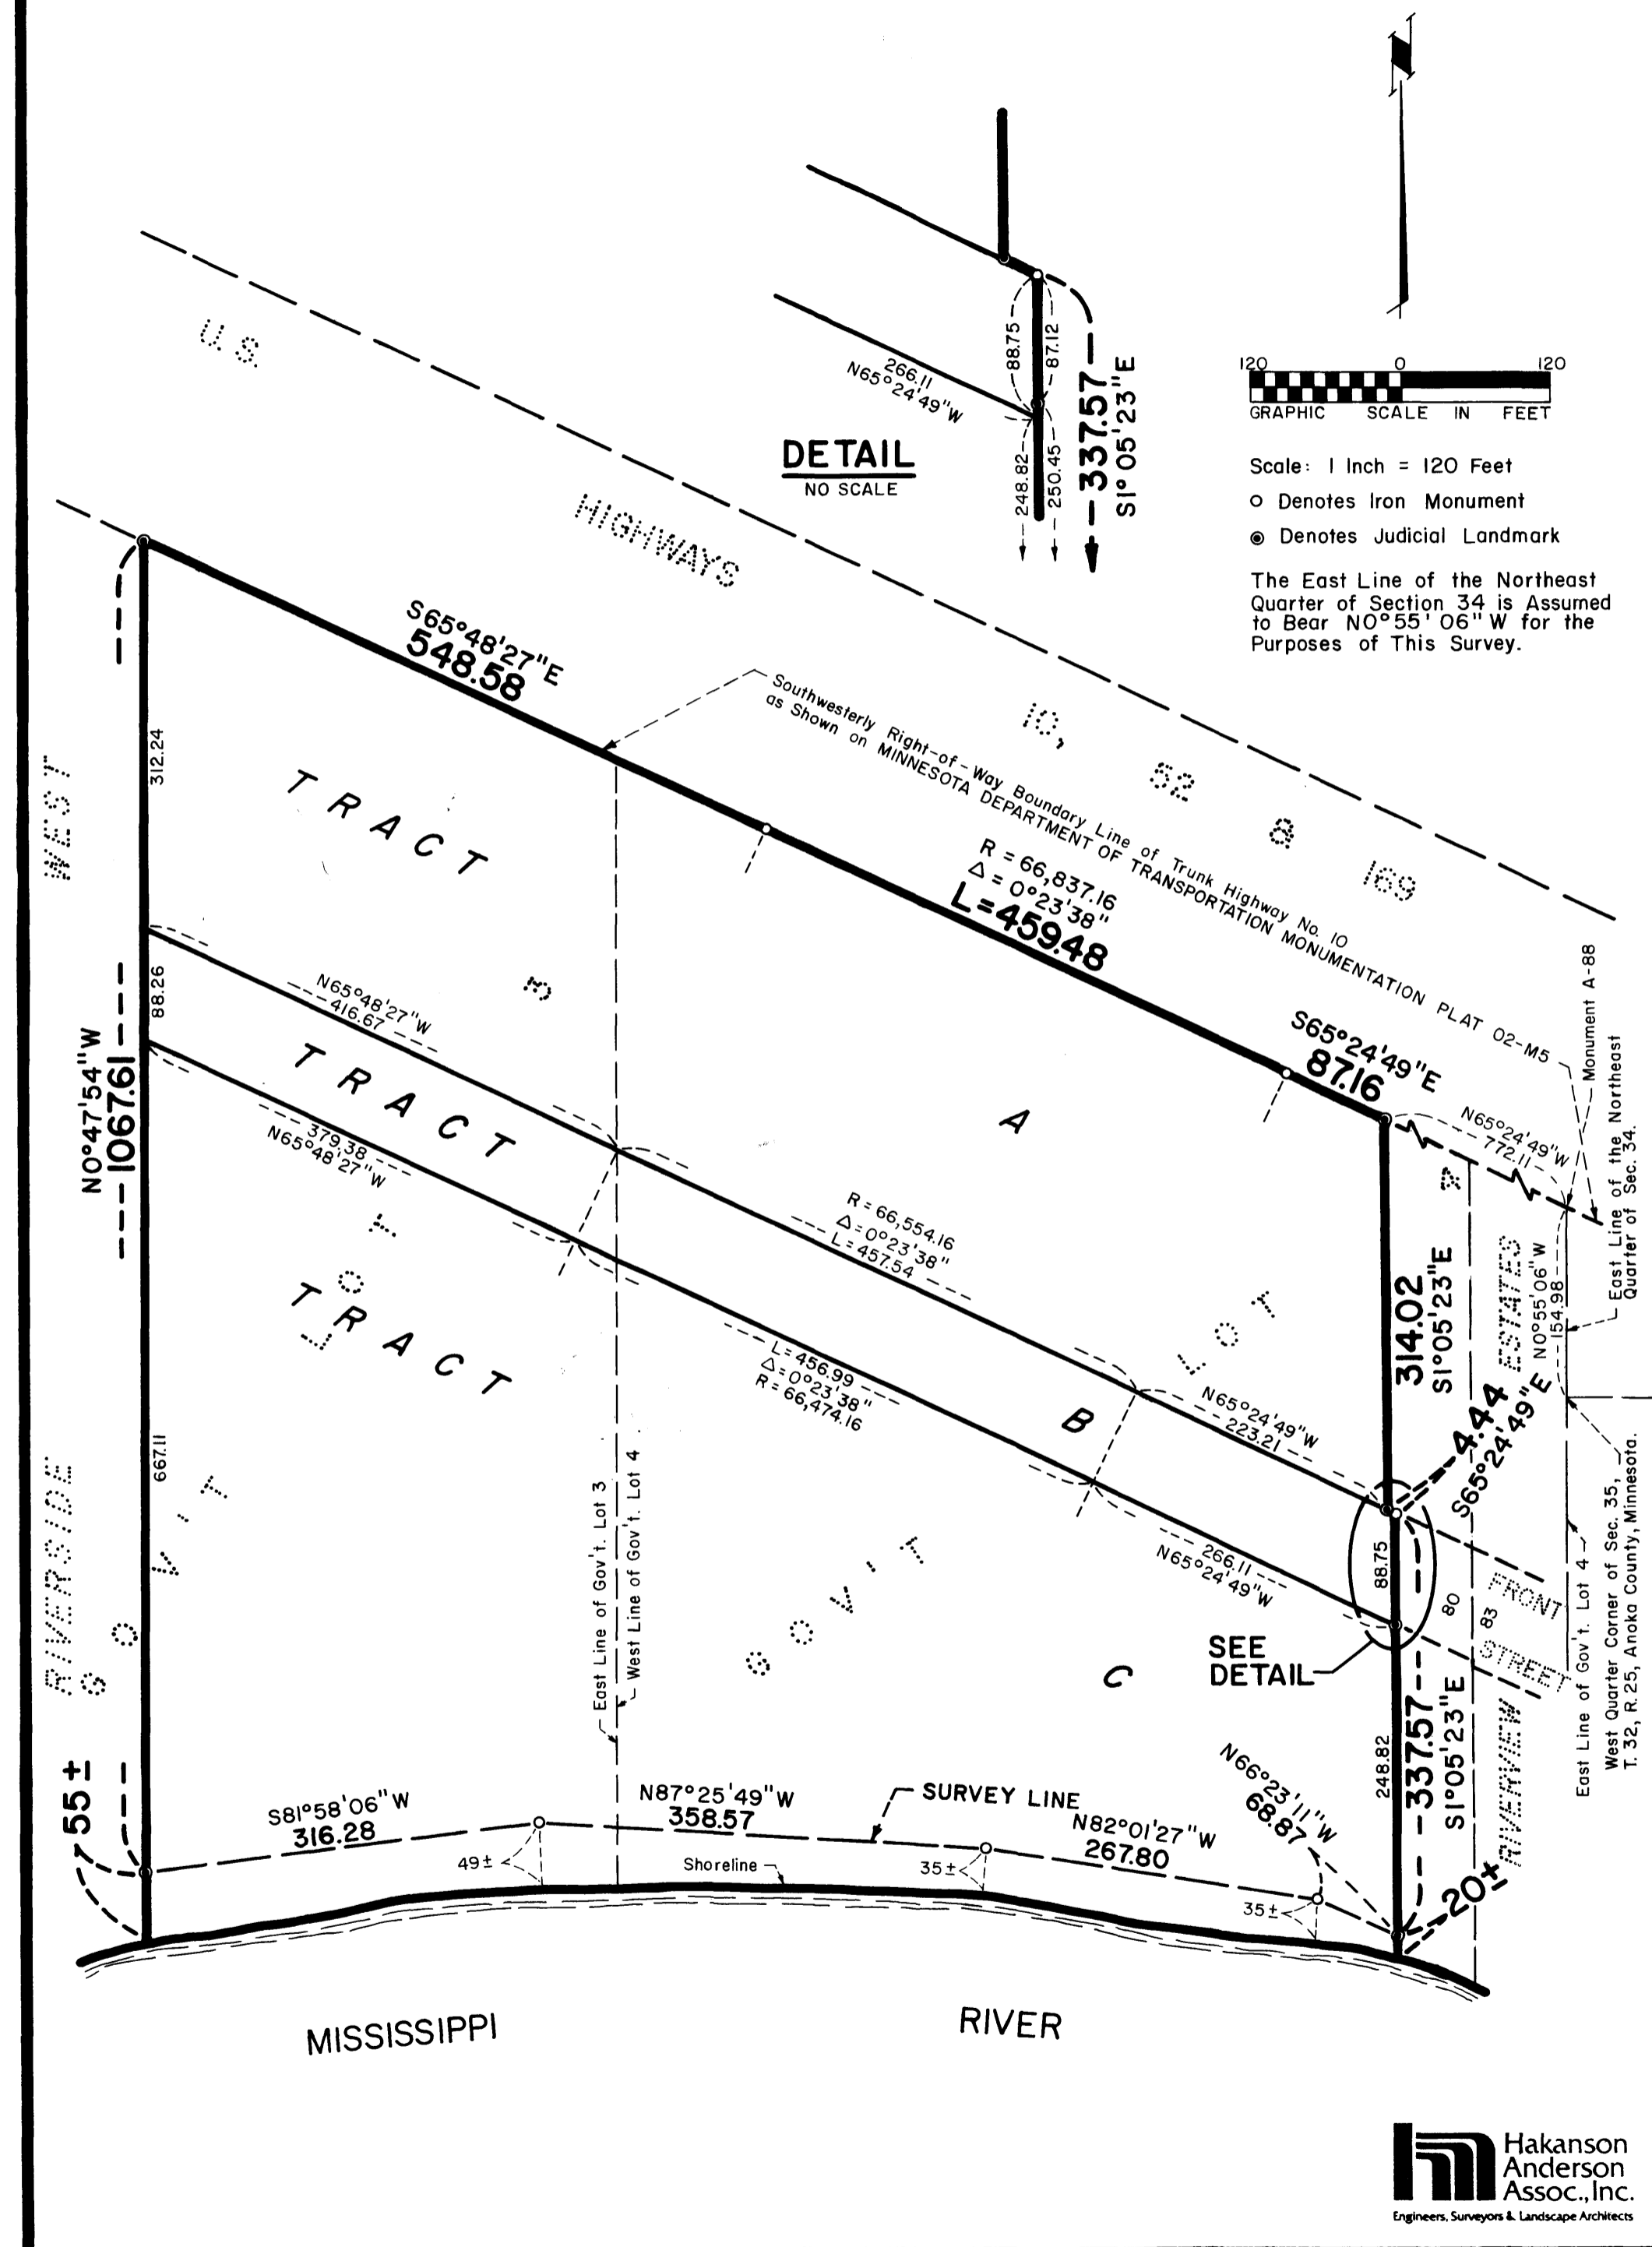 U.S.
HIGHWAYS
10,
52
&
169
88.75
87.12
266.11
N65°24'49"W
248.82
250.45
337.57
S1°05'23"E
DETAIL
NO SCALE
120 0 120
GRAPHIC SCALE IN FEET
Scale: 1 Inch = 120 Feet
Denotes Iron Monument
Denotes Judicial Landmark
The East Line of the Northeast
Quarter of Section 34 is Assumed
to Bear N0°55'06"W for the
Purposes of This Survey.
S65°48'27"E
548.58
Southwesterly Right-of-Way Boundary Line of Trunk Highway No. 10
as Shown on MINNESOTA DEPARTMENT OF TRANSPORTATION MONUMENTATION PLAT 02-M5
R = 66,837.16
Δ = 0°23'38"
L=459.48
S65°24'49"E
87.16
N65°24'49"W
772.11
Monument A-88
East Line of the Northeast
Quarter of Sec. 34.
WEST
RIVERSIDE
312.24
88.26
667.11
N0°47'54"W
1067.61
55±
TRACT
A
N65°48'27"W
416.67
TRACT
B
379.38
N65°48'27"W
R = 66,554.16
Δ=0°23'38"
L=457.54
N65°24'49"W
223.21
TRACT
C
L=456.99
Δ=0°23'38"
R=66,474.16
266.11
N65°24'49"W
GOV'T LOT 3
GOV'T LOT 4
314.02
S1°05'23"E
4.44
S65°24'49"E
N0°55'06"W
154.98
RIVERVIEW ESTATES
FRONT
STREET
80
83
88.75
SEE
DETAIL
248.82
337.57
S1°05'23"E
East Line of Gov't. Lot 4
West Quarter Corner of Sec. 35,
T. 32, R. 25, Anoka County, Minnesota.
East Line of Gov't. Lot 3
West Line of Gov't. Lot 4
S81°58'06"W
316.28
N87°25'49"W
358.57
SURVEY LINE
N82°01'27"W
267.80
N66°23'11"W
68.87
49±
Shoreline
35±
35±
20±
MISSISSIPPI RIVER
Hakanson
Anderson
Assoc.,Inc.
Engineers, Surveyors & Landscape Architects